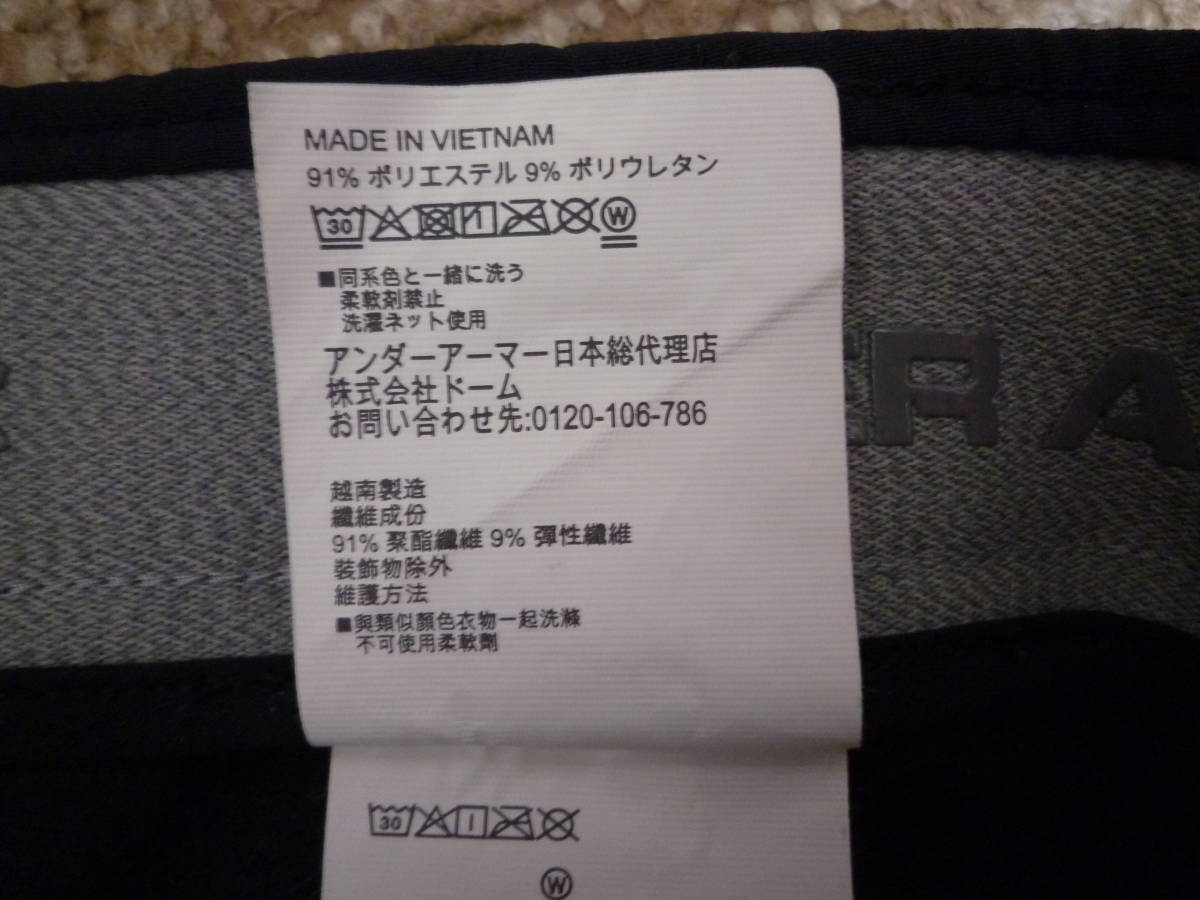 MADE IN VIETNAM
91% ポリエステル 9% ポリウレタン
30 W
■同系色と一緒に洗う
柔軟剤禁止
洗濯ネット使用
アンダーアーマー日本総代理店
株式会社ドーム
お問い合わせ先:0120-106-786
ER A
越南製造
纖維成份
91% 聚酯纖維 9% 彈性纖維
裝飾物除外
維護方法
■與類似顏色衣物一起洗滌
不可使用柔軟劑
30
W